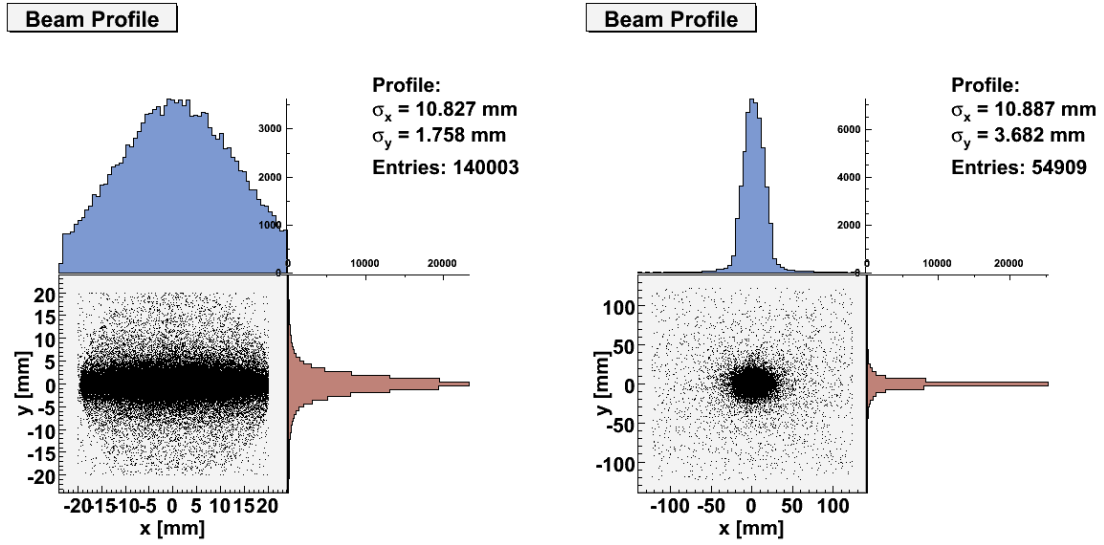 Beam Profile
Profile:
σx = 10.827 mm
σy = 1.758 mm
Entries: 140003
3000
2000
1000
0
0 10000 20000
20
15
10
5
0
-5
-10
-15
-20
y [mm]
-20-15-10-5 0 5 10 15 20
x [mm]
Beam Profile
Profile:
σx = 10.887 mm
σy = 3.682 mm
Entries: 54909
6000
4000
2000
0
0 10000 20000
100
50
0
-50
-100
y [mm]
-100 -50 0 50 100
x [mm]